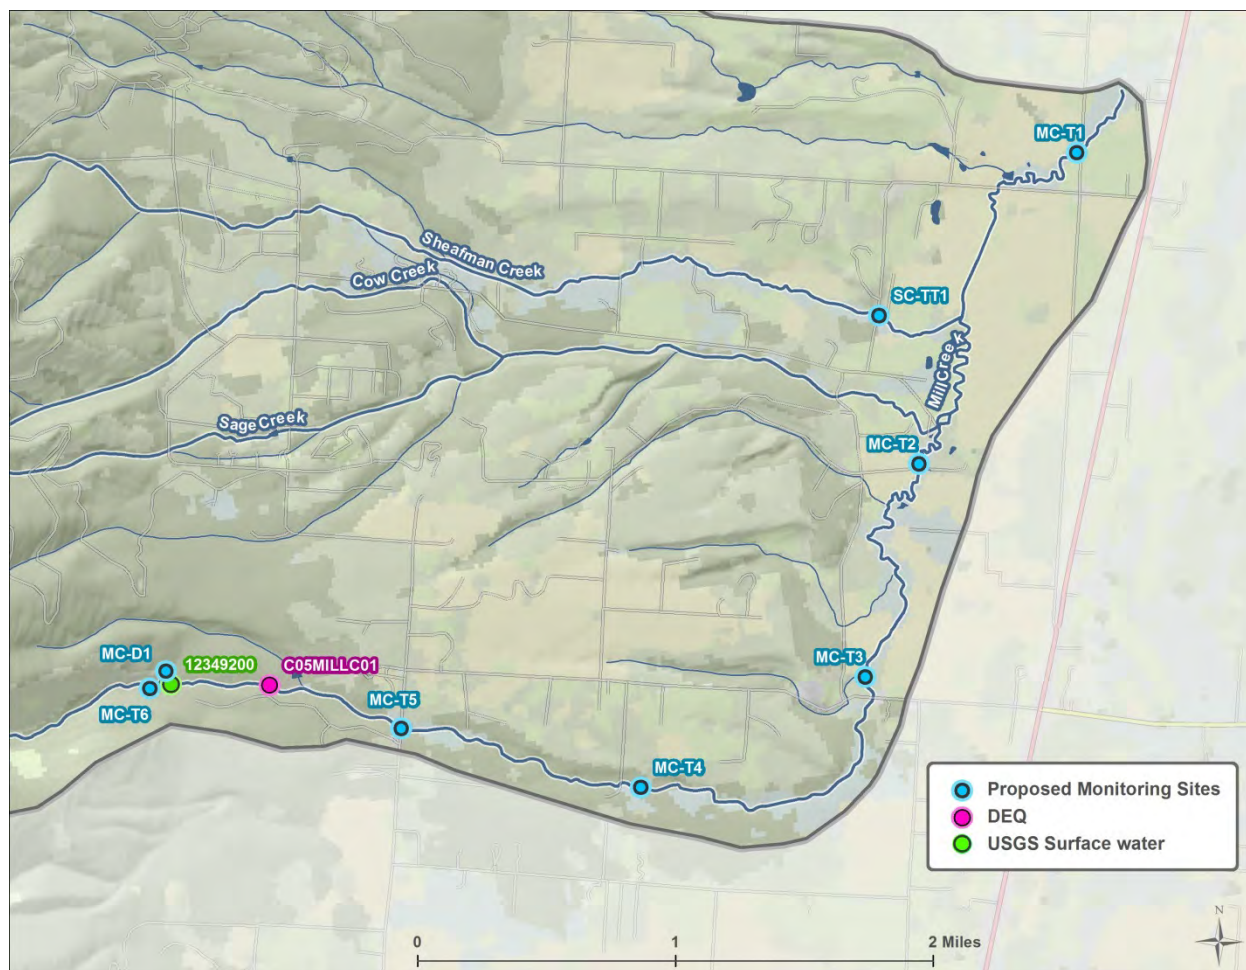 MC-T1
Sheafman Creek
Cow Creek
SC-TT1
Mill Creek
Sage Creek
MC-T2
MC-D1
12349200
C05MILLC01
MC-T3
MC-T6
MC-T5
MC-T4
Proposed Monitoring Sites
DEQ
USGS Surface water
N
0 1 2 Miles